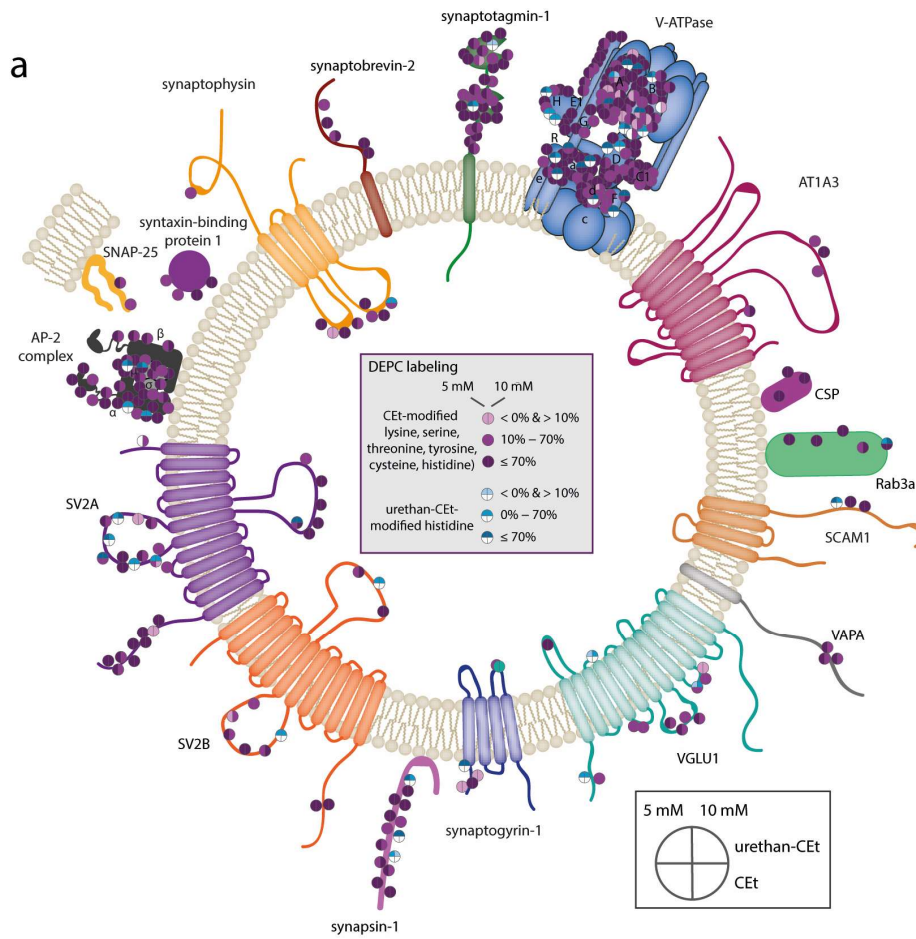 a
synaptotagmin-1
V-ATPase
synaptobrevin-2
synaptophysin
A
B
H
E1
G
R
a
D
C1
e
d
F
c
AT1A3
syntaxin-binding
protein 1
SNAP-25
AP-2
complex
β
σ
α
DEPC labeling
5 mM 10 mM
CEt-modified
lysine, serine,
threonine, tyrosine,
cysteine, histidine)
< 0% & > 10%
10% – 70%
≤ 70%
urethan-CEt-
modified histidine
< 0% & > 10%
0% – 70%
≤ 70%
CSP
Rab3a
SV2A
SCAM1
VAPA
SV2B
VGLU1
synaptogyrin-1
synapsin-1
5 mM 10 mM
urethan-CEt
CEt